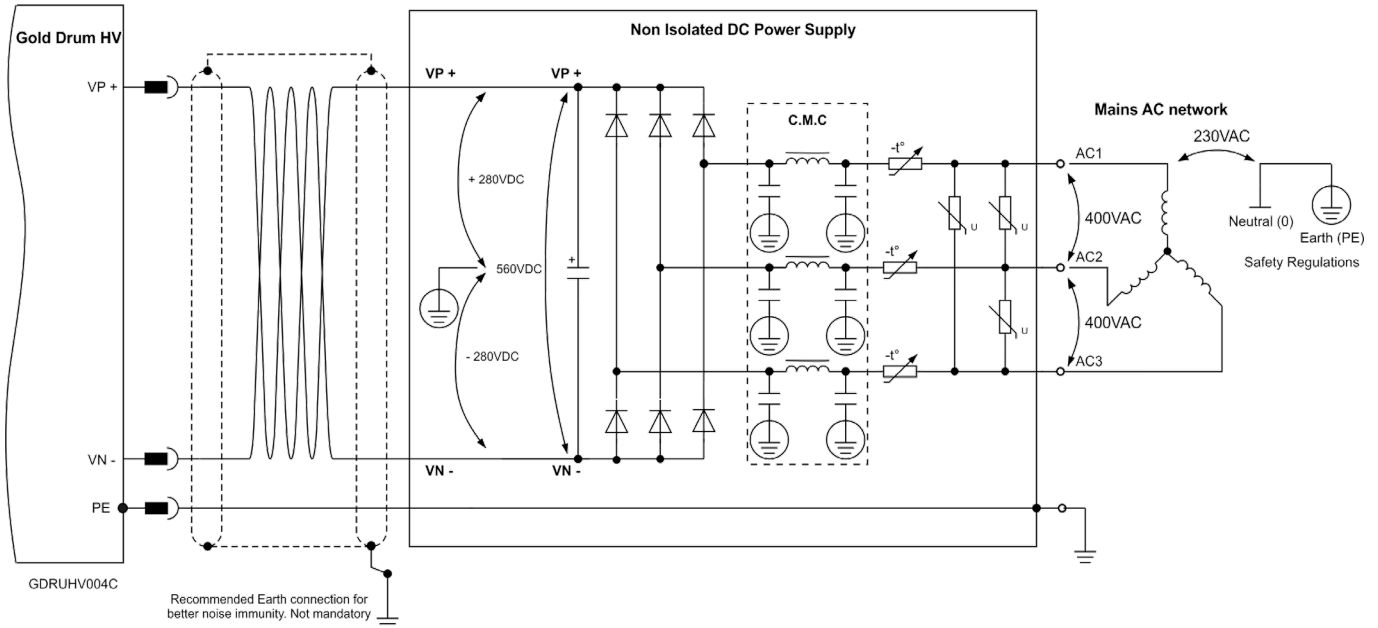 Gold Drum HV
Non Isolated DC Power Supply
VP +
VP +
VP +
C.M.C
Mains AC network
230VAC
-t°
AC1
+ 280VDC
U
U
400VAC
Neutral (0)
Earth (PE)
Safety Regulations
-t°
AC2
560VDC
+
400VAC
U
- 280VDC
-t°
AC3
VN -
VN -
VN -
PE
GDRUHV004C
Recommended Earth connection for
better noise immunity. Not mandatory